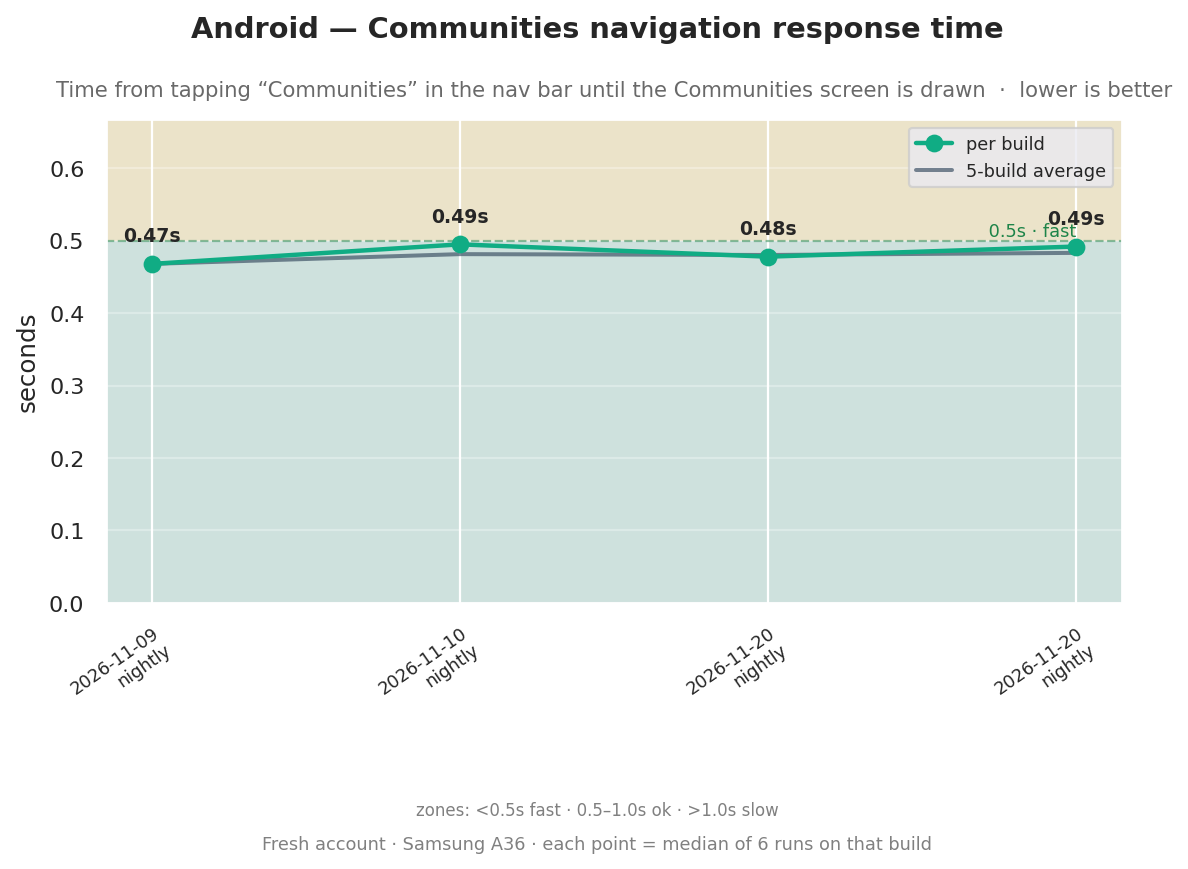 Android — Communities navigation response time
Time from tapping “Communities” in the nav bar until the Communities screen is drawn · lower is better
per build
5-build average
seconds
0.6
0.5
0.4
0.3
0.2
0.1
0.0
0.47s
0.49s
0.48s
0.49s
0.5s · fast
2026-11-09
nightly
2026-11-10
nightly
2026-11-20
nightly
2026-11-20
nightly
zones: <0.5s fast · 0.5–1.0s ok · >1.0s slow
Fresh account · Samsung A36 · each point = median of 6 runs on that build